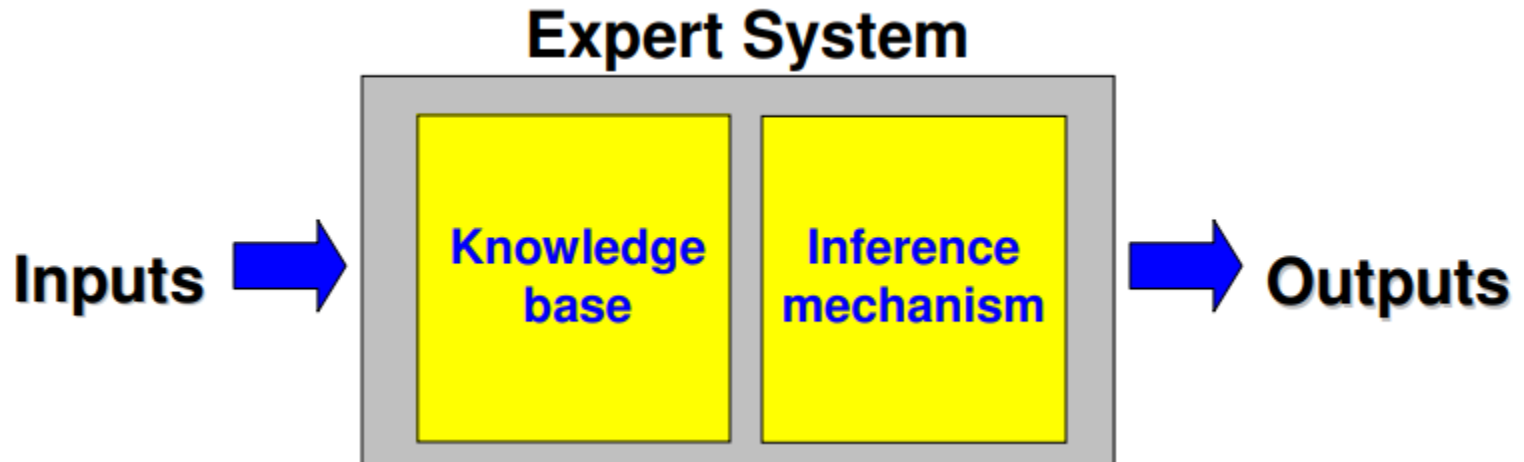 Expert System
Inputs
Knowledge
base
Inference
mechanism
Outputs